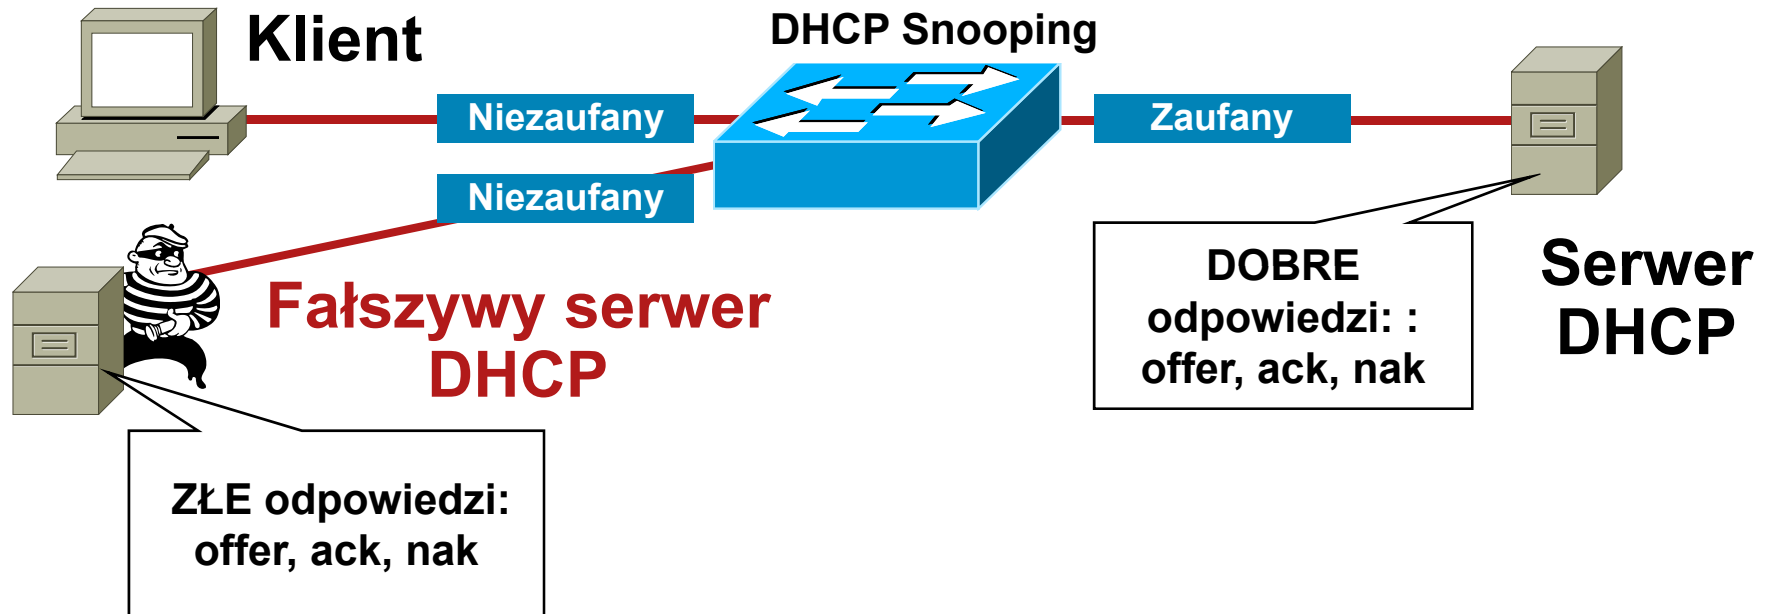 Klient
DHCP Snooping
Niezaufany
Zaufany
Niezaufany
Fałszywy serwer
DHCP
DOBRE
odpowiedzi: :
offer, ack, nak
Serwer
DHCP
ZŁE odpowiedzi:
offer, ack, nak